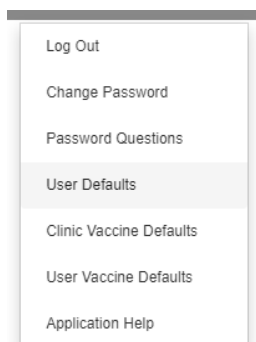 Log Out
Change Password
Password Questions
User Defaults
Clinic Vaccine Defaults
User Vaccine Defaults
Application Help